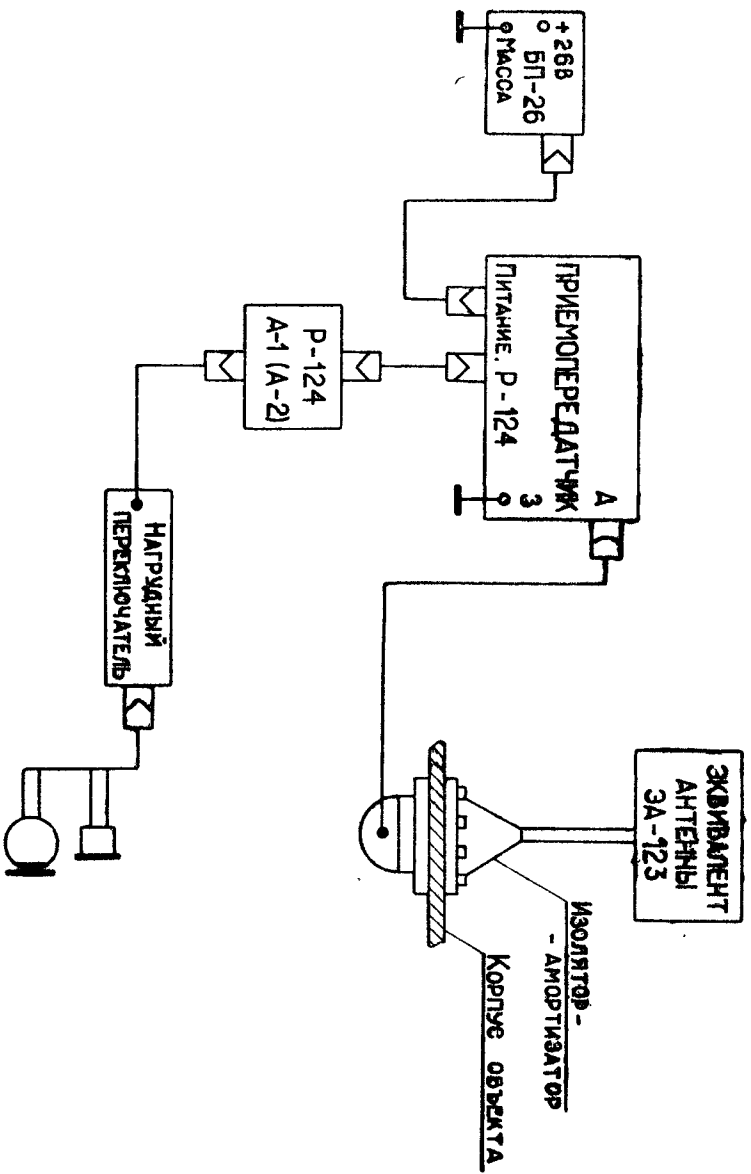 +26В
БП-26
МАССА
ПРИЕМОПЕРЕДАТЧИК
А
З
ПИТАНИЕ. Р-124
Р-124
А-1 (А-2)
НАГРУДНЫЙ
ПЕРЕКЛЮЧАТЕЛЬ
ЭКВИВАЛЕНТ
АНТЕННЫ
ЭА-123
ИЗОЛЯТОР-
- АМОРТИЗАТОР
КОРПУС ОБЪЕКТА